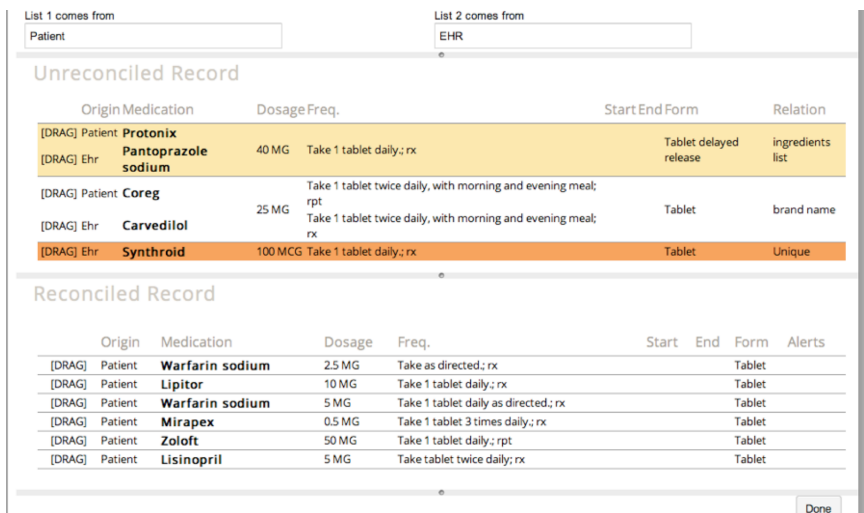 List 1 comes from List 2 comes from
Patient EHR
Unreconciled Record
Origin Medication Dosage Freq. Start End Form Relation
[DRAG] Patient Protonix
[DRAG] Ehr Pantoprazole sodium 40 MG Take 1 tablet daily.; rx Tablet delayed release ingredients list
[DRAG] Patient Coreg Take 1 tablet twice daily, with morning and evening meal; rpt
25 MG Tablet brand name
[DRAG] Ehr Carvedilol Take 1 tablet twice daily, with morning and evening meal; rx
[DRAG] Ehr Synthroid 100 MCG Take 1 tablet daily.; rx Tablet Unique
Reconciled Record
Origin Medication Dosage Freq. Start End Form Alerts
[DRAG] Patient Warfarin sodium 2.5 MG Take as directed.; rx Tablet
[DRAG] Patient Lipitor 10 MG Take 1 tablet daily.; rx Tablet
[DRAG] Patient Warfarin sodium 5 MG Take 1 tablet daily as directed.; rx Tablet
[DRAG] Patient Mirapex 0.5 MG Take 1 tablet 3 times daily.; rx Tablet
[DRAG] Patient Zoloft 50 MG Take 1 tablet daily.; rpt Tablet
[DRAG] Patient Lisinopril 5 MG Take tablet twice daily; rx Tablet
Done